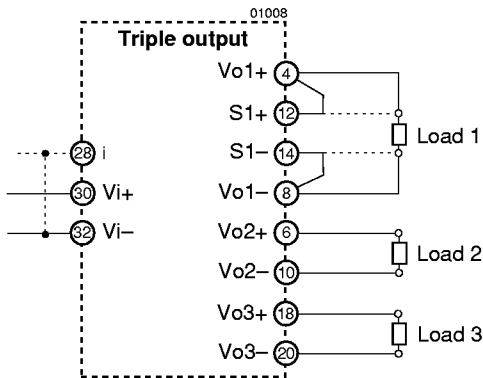 01008
Triple output
Vo1+ 4
S1+ 12
Load 1
S1– 14
28 i
Vo1– 8
30 Vi+
Vo2+ 6
32 Vi–
Load 2
Vo2– 10
Vo3+ 18
Load 3
Vo3– 20